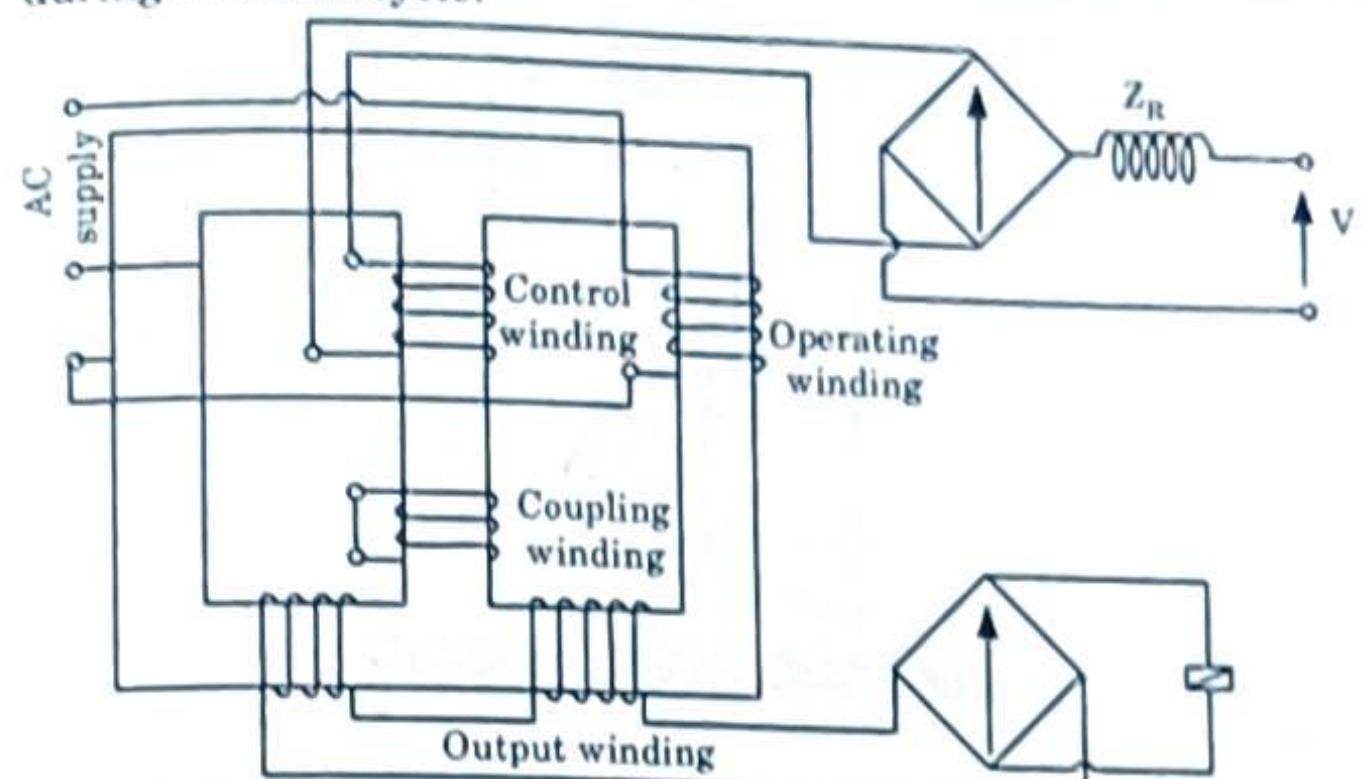 Z_R
AC
supply
V
Control
winding
Operating
winding
Coupling
winding
Output winding